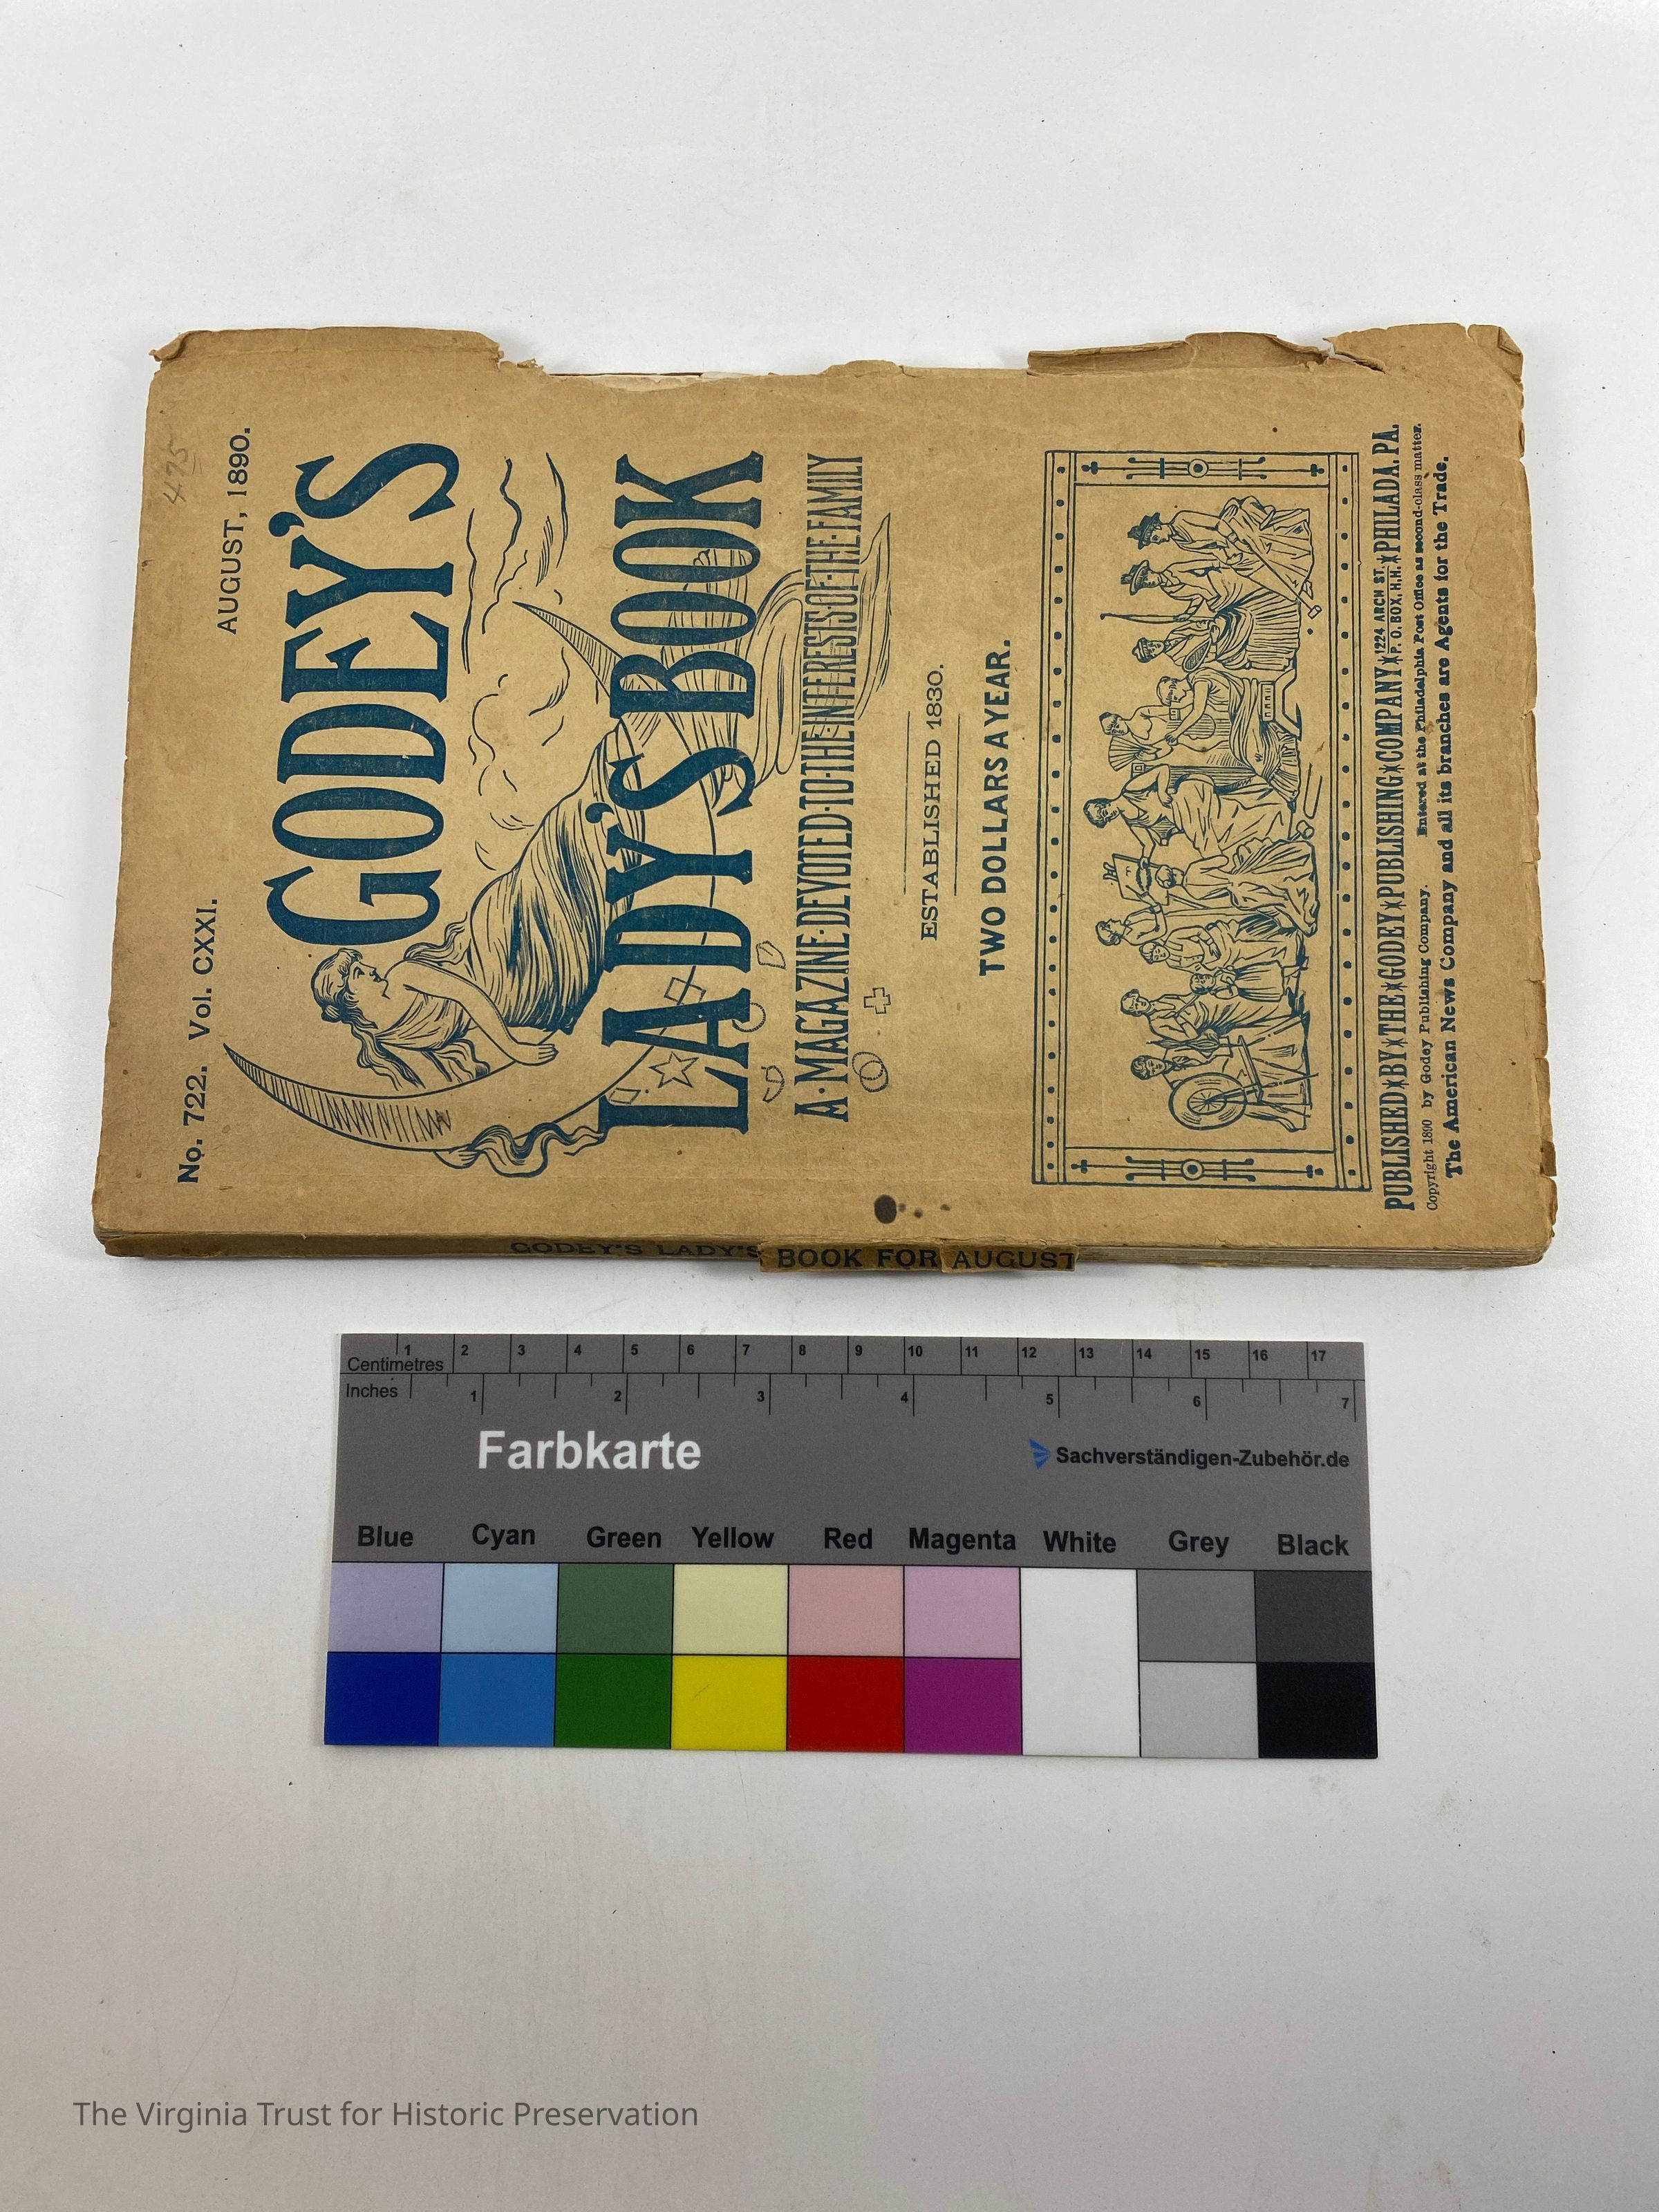 475
AUGUST, 1890.
No. 722. Vol. CXXI.
GODEY'S
LADY'S BOOK
A·MAGAZINE·DEVOTED·TO·THE·INTERESTS·OF·THE·FAMILY
ESTABLISHED 1830.
TWO DOLLARS A YEAR.
PUBLISHED BY THE GODEY PUBLISHING COMPANY 1224 ARCH ST. P. O. BOX, H.H. PHILADA. PA.
Copyright 1890 by Godey Publishing Company. Entered at the Philadelphia Post Office as second-class matter.
The American News Company and all its branches are Agents for the Trade.
GODEY'S LADY'S BOOK FOR AUGUST
Centimetres 1 2 3 4 5 6 7 8 9 10 11 12 13 14 15 16 17
Inches 1 2 3 4 5 6 7
Farbkarte
Sachverständigen-Zubehör.de
Blue Cyan Green Yellow Red Magenta White Grey Black
The Virginia Trust for Historic Preservation